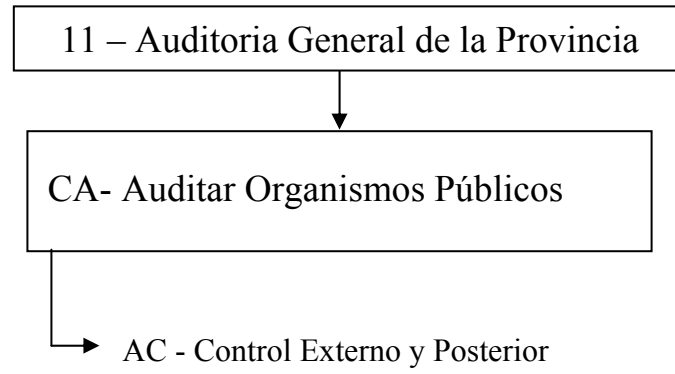 11 – Auditoria General de la Provincia
CA- Auditar Organismos Públicos
AC - Control Externo y Posterior